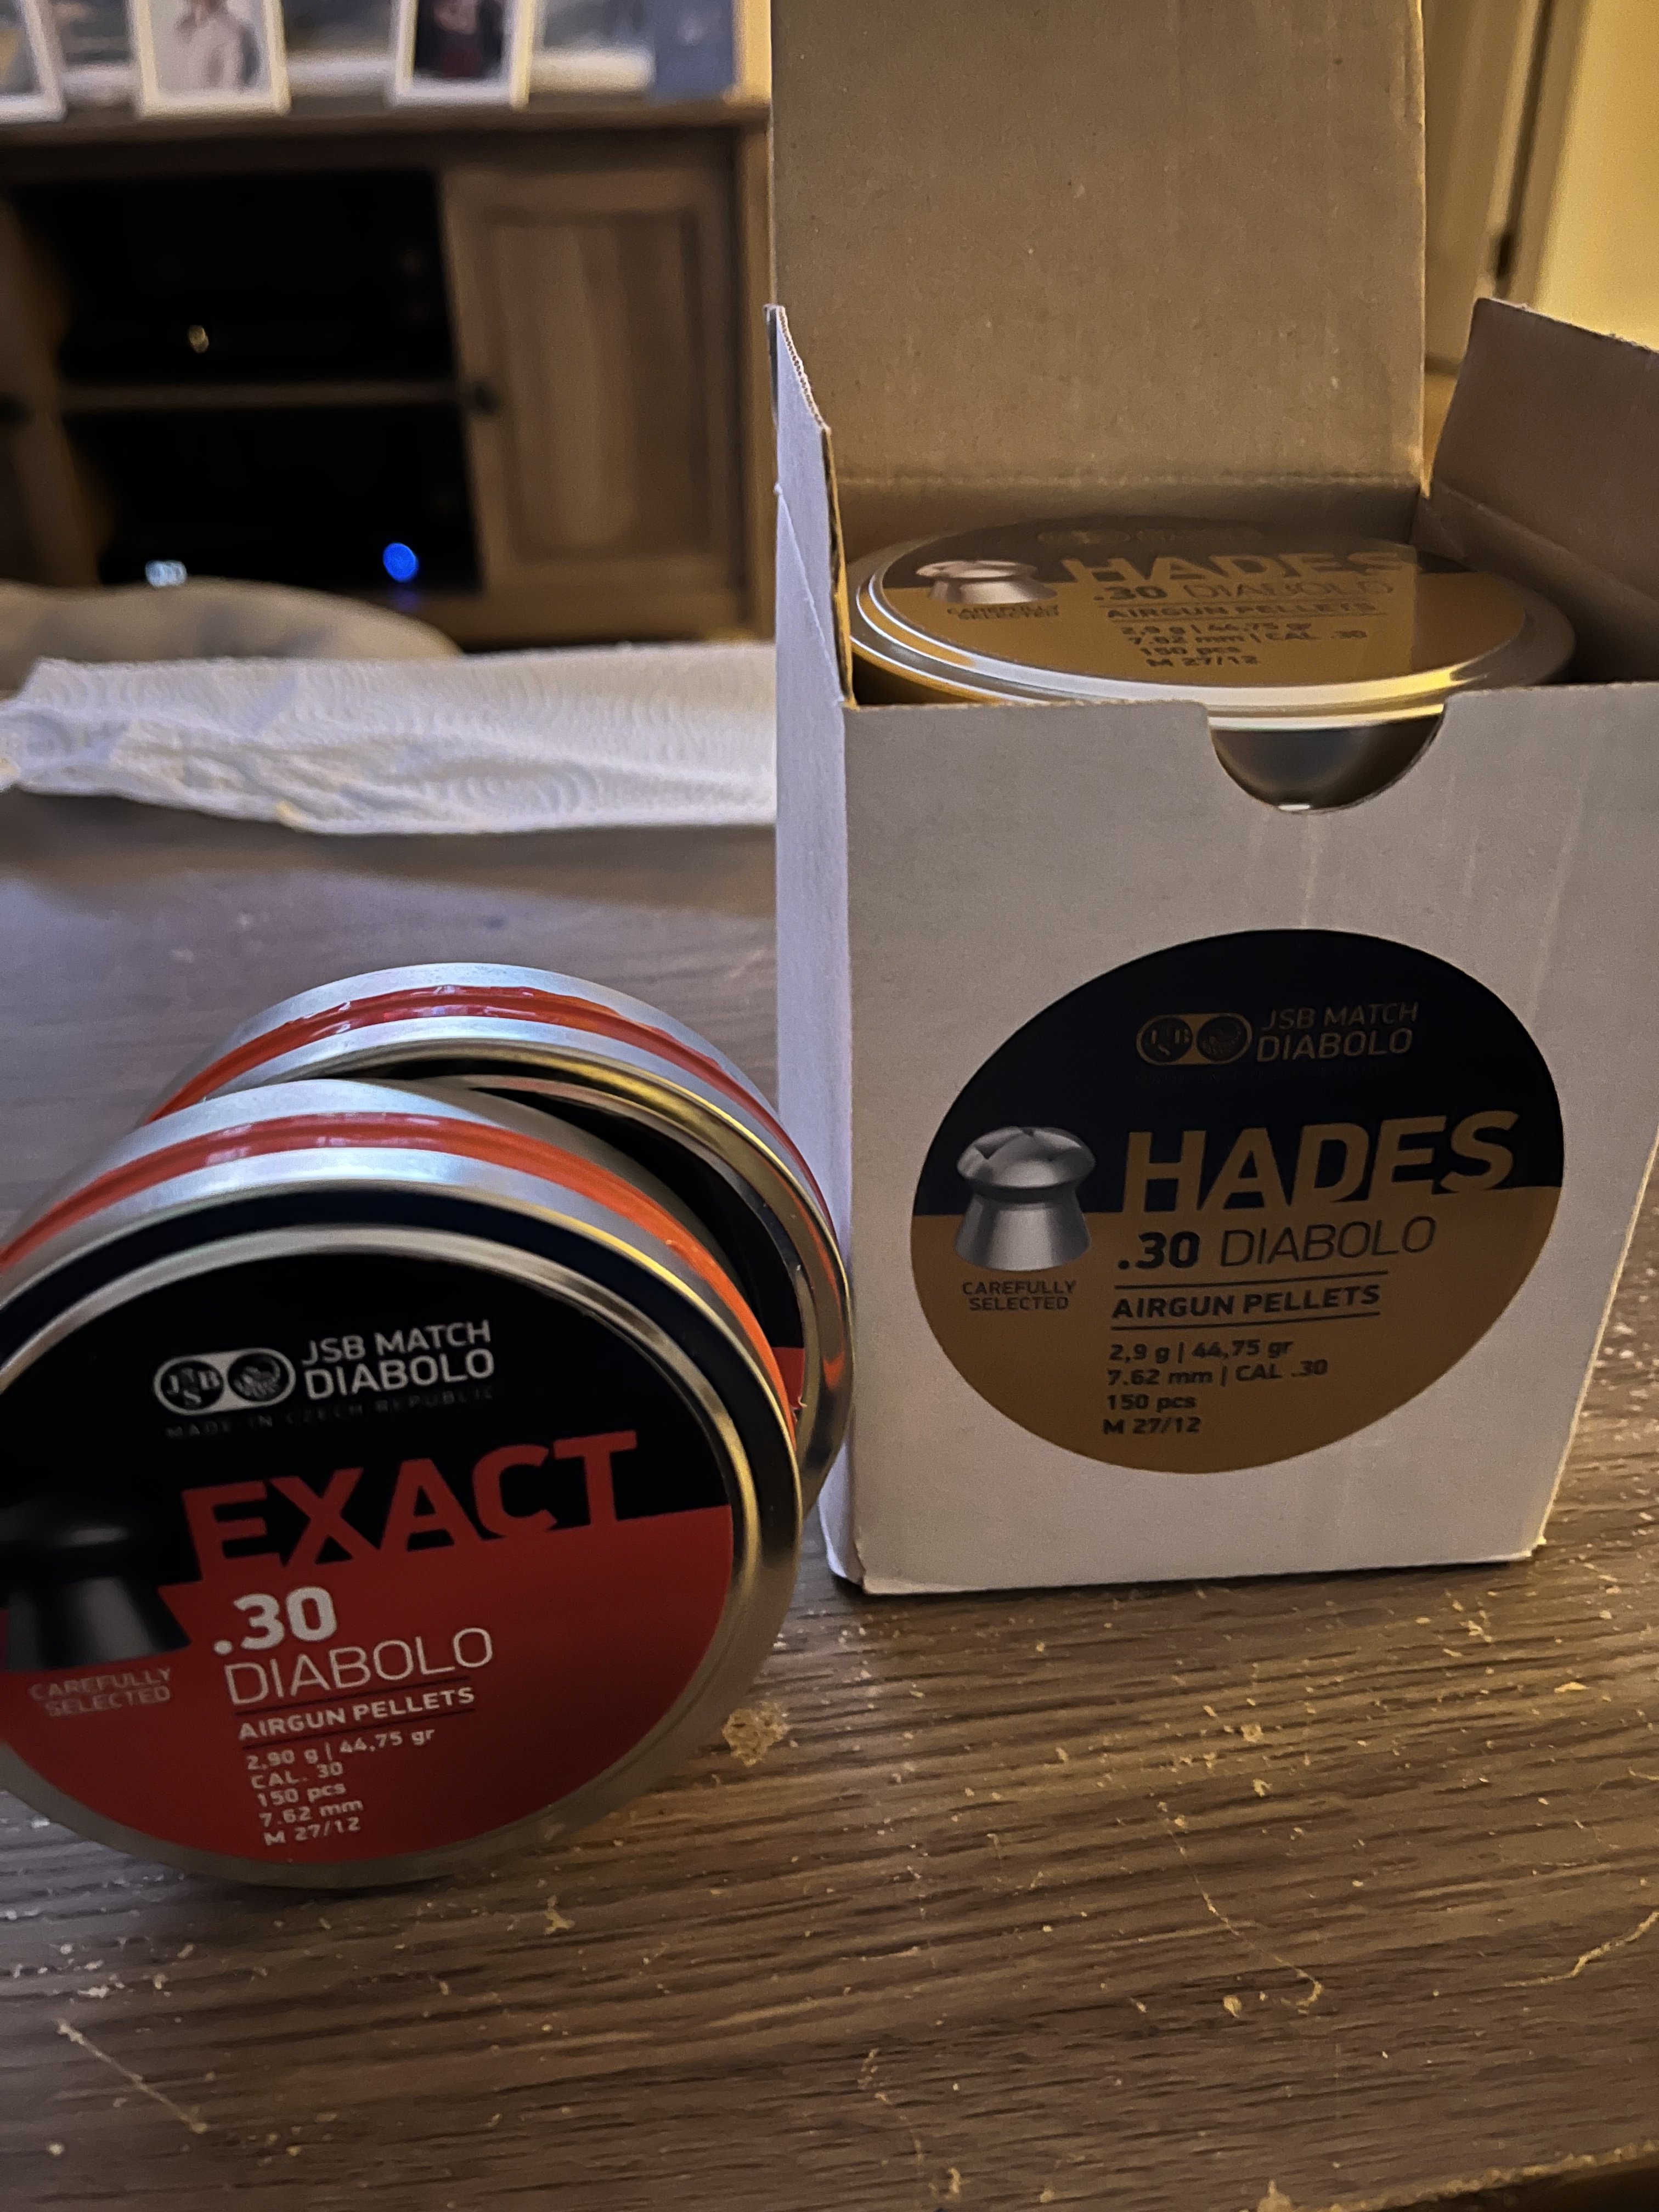 HADES
.30 DIABOLO
CAREFULLY
SELECTED
AIRGUN PELLETS
2,9 g | 44,75 gr
7.62 mm | CAL .30
150 pcs
M 27/12
JSB
JSB MATCH
DIABOLO
HADES
.30 DIABOLO
CAREFULLY
SELECTED
AIRGUN PELLETS
2,9 g | 44,75 gr
7.62 mm | CAL .30
150 pcs
M 27/12
JSB
JSB MATCH
DIABOLO
MADE IN CZECH REPUBLIC
EXACT
.30
DIABOLO
CAREFULLY
SELECTED
AIRGUN PELLETS
2,90 g | 44,75 gr
CAL. 30
150 pcs
7.62 mm
M 27/12